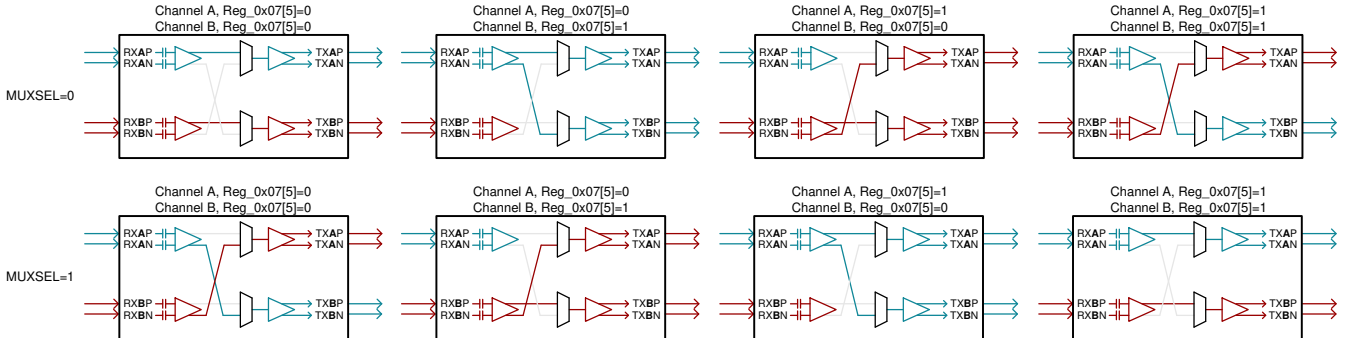 Channel A, Reg_0x07[5]=0
Channel B, Reg_0x07[5]=0
Channel A, Reg_0x07[5]=0
Channel B, Reg_0x07[5]=1
Channel A, Reg_0x07[5]=1
Channel B, Reg_0x07[5]=0
Channel A, Reg_0x07[5]=1
Channel B, Reg_0x07[5]=1
MUXSEL=0
RXAP TXAP
RXAN TXAN
RXBP TXBP
RXBN TXBN
RXAP TXAP
RXAN TXAN
RXBP TXBP
RXBN TXBN
RXAP TXAP
RXAN TXAN
RXBP TXBP
RXBN TXBN
RXAP TXAP
RXAN TXAN
RXBP TXBP
RXBN TXBN
Channel A, Reg_0x07[5]=0
Channel B, Reg_0x07[5]=0
Channel A, Reg_0x07[5]=0
Channel B, Reg_0x07[5]=1
Channel A, Reg_0x07[5]=1
Channel B, Reg_0x07[5]=0
Channel A, Reg_0x07[5]=1
Channel B, Reg_0x07[5]=1
MUXSEL=1
RXAP TXAP
RXAN TXAN
RXBP TXBP
RXBN TXBN
RXAP TXAP
RXAN TXAN
RXBP TXBP
RXBN TXBN
RXAP TXAP
RXAN TXAN
RXBP TXBP
RXBN TXBN
RXAP TXAP
RXAN TXAN
RXBP TXBP
RXBN TXBN